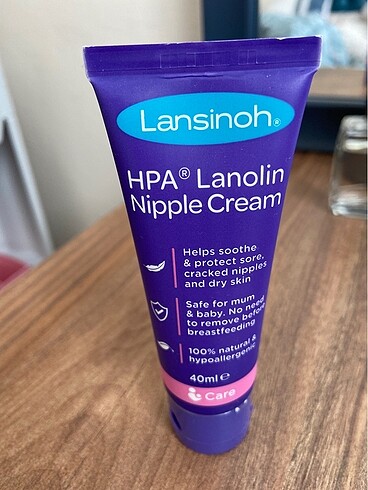 Lansinoh®
HPA® Lanolin
Nipple Cream
Helps soothe
& protect sore,
cracked nipples
and dry skin
Safe for mum
& baby. No need
to remove before
breastfeeding
100% natural &
hypoallergenic
40ml ℮
Care